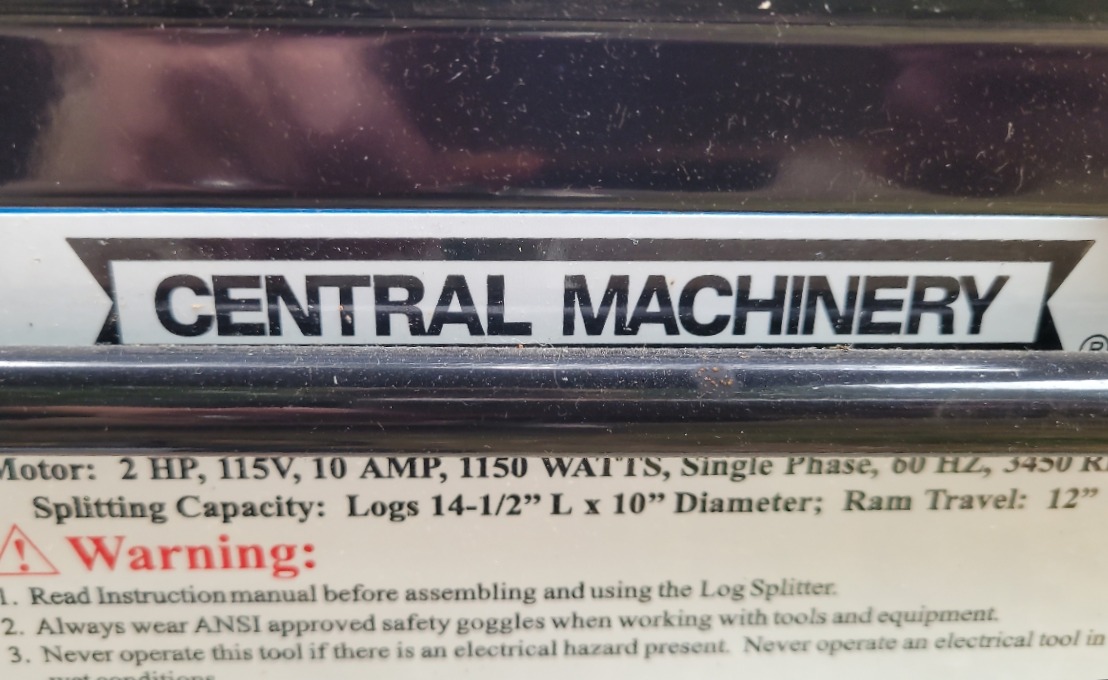 CENTRAL MACHINERY ®
Motor: 2 HP, 115V, 10 AMP, 1150 WATTS, Single Phase, 60 HZ, 3450
Splitting Capacity: Logs 14-1/2” L x 10” Diameter; Ram Travel: 12”
Warning:
1. Read Instruction manual before assembling and using the Log Splitter.
2. Always wear ANSI approved safety goggles when working with tools and equipment.
3. Never operate this tool if there is an electrical hazard present. Never operate an electrical tool in
wet conditions.